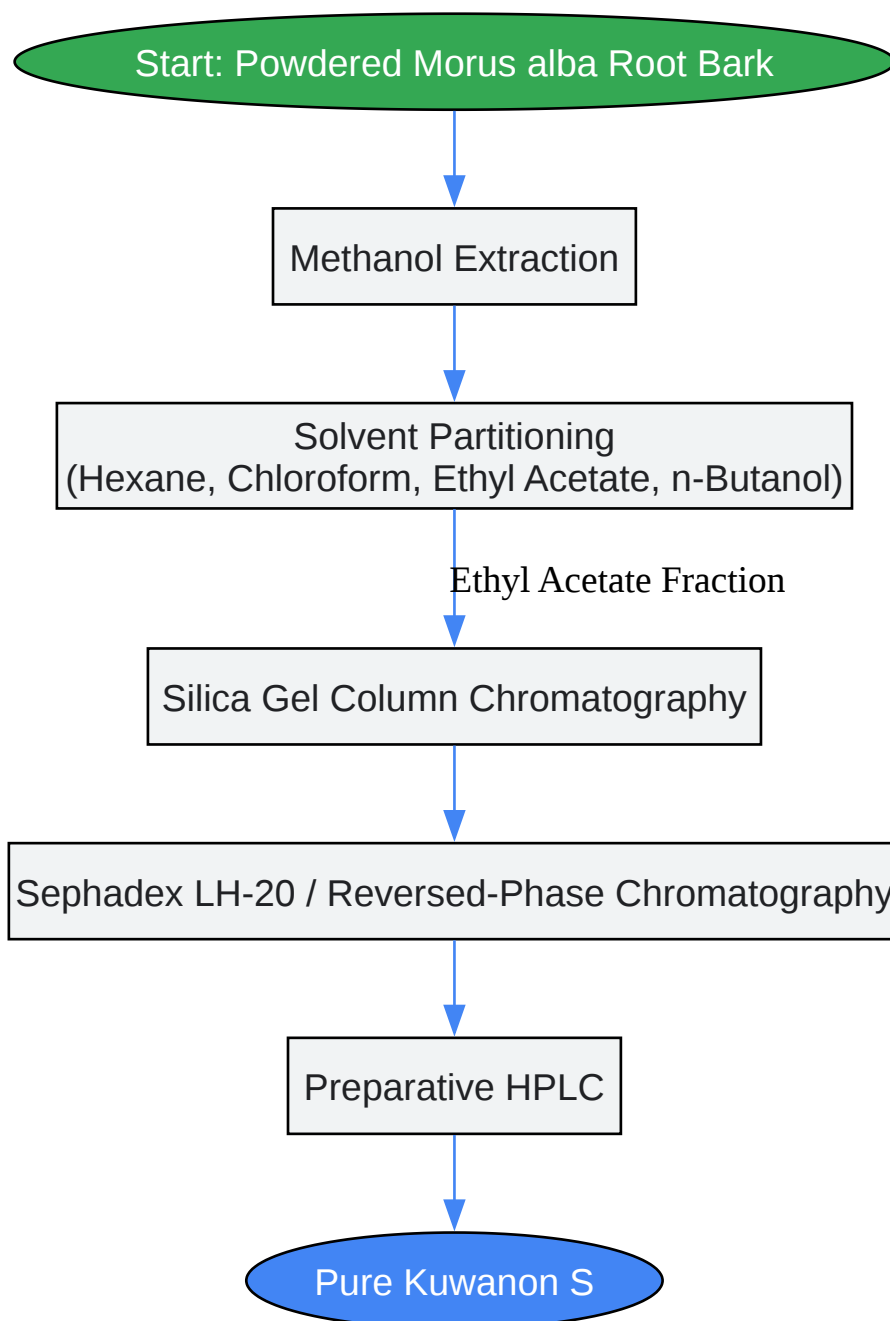 Start: Powdered Morus alba Root Bark
Methanol Extraction
Solvent Partitioning
(Hexane, Chloroform, Ethyl Acetate, n-Butanol)
Ethyl Acetate Fraction
Silica Gel Column Chromatography
Sephadex LH-20 / Reversed-Phase Chromatography
Preparative HPLC
Pure Kuwanon S